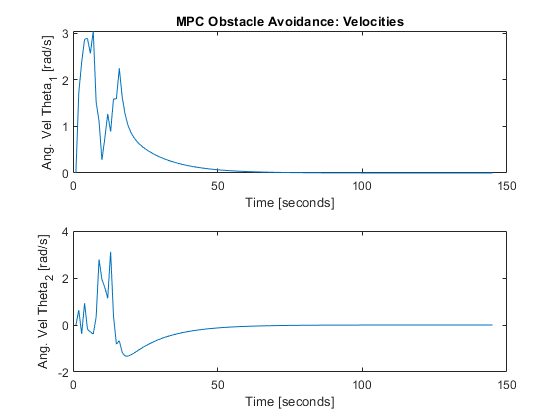 MPC Obstacle Avoidance: Velocities
3
2
1
0
Ang. Vel Theta1 [rad/s]
0 50 100 150
Time [seconds]
4
2
0
-2
Ang. Vel Theta2 [rad/s]
0 50 100 150
Time [seconds]